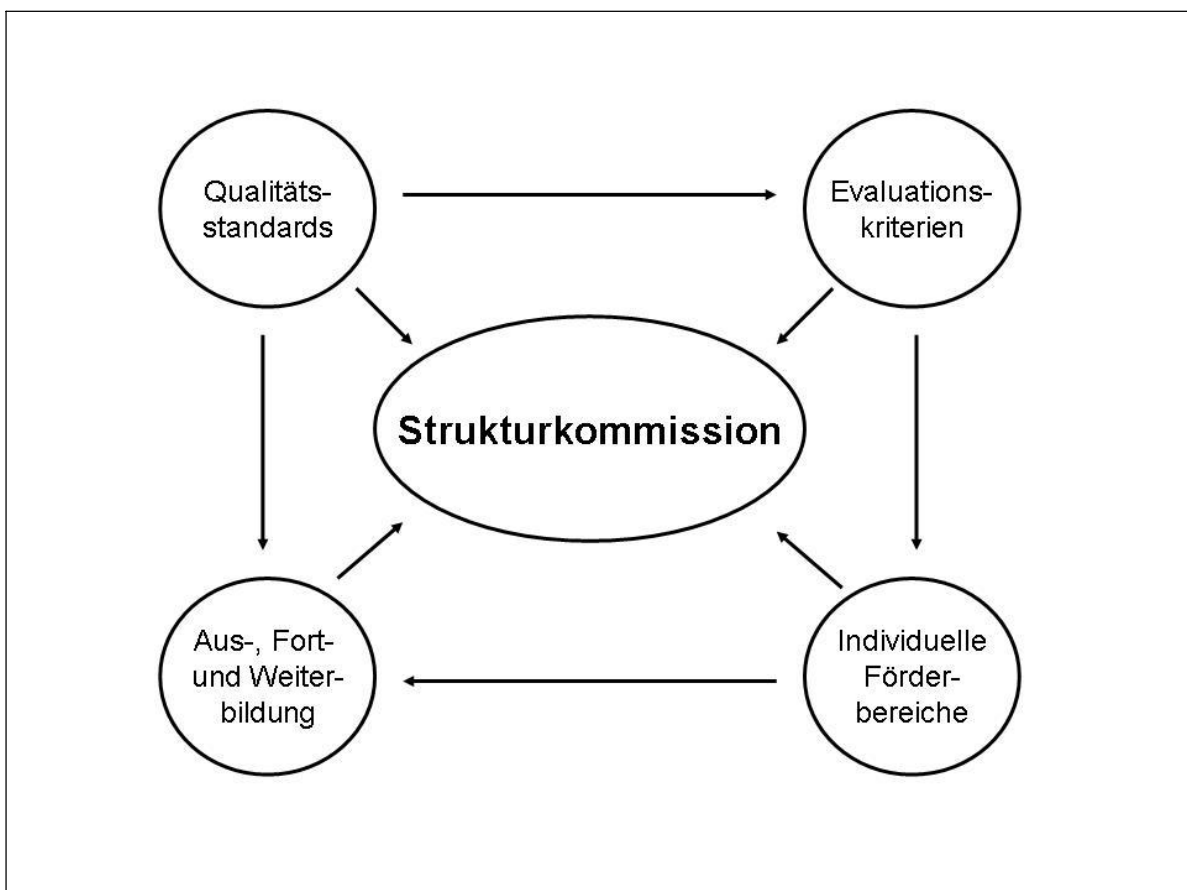 Qualitäts-
standards
Evaluations-
kriterien
Strukturkommission
Aus-, Fort-
und Weiter-
bildung
Individuelle
Förder-
bereiche